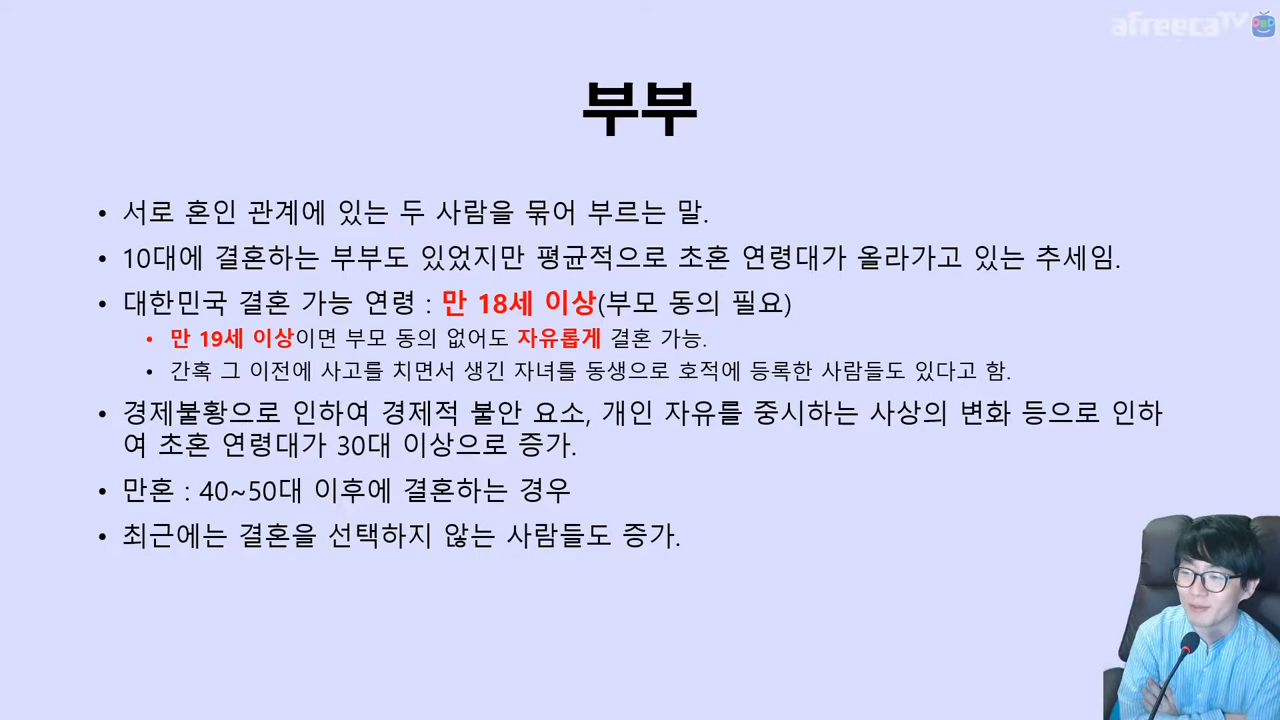 afreecaTV
부부
• 서로 혼인 관계에 있는 두 사람을 묶어 부르는 말.
• 10대에 결혼하는 부부도 있었지만 평균적으로 초혼 연령대가 올라가고 있는 추세임.
• 대한민국 결혼 가능 연령 : 만 18세 이상(부모 동의 필요)
• 만 19세 이상이면 부모 동의 없어도 자유롭게 결혼 가능.
• 간혹 그 이전에 사고를 치면서 생긴 자녀를 동생으로 호적에 등록한 사람들도 있다고 함.
• 경제불황으로 인하여 경제적 불안 요소, 개인 자유를 중시하는 사상의 변화 등으로 인하
여 초혼 연령대가 30대 이상으로 증가.
• 만혼 : 40~50대 이후에 결혼하는 경우
• 최근에는 결혼을 선택하지 않는 사람들도 증가.